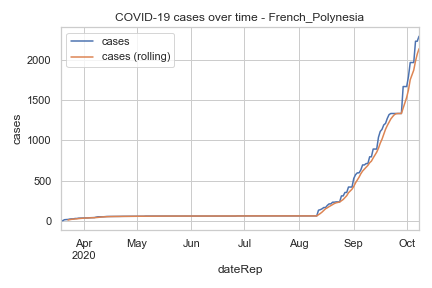 COVID-19 cases over time - French_Polynesia
cases
cases (rolling)
cases
2000
1500
1000
500
0
Apr
2020
May
Jun
Jul
Aug
Sep
Oct
dateRep